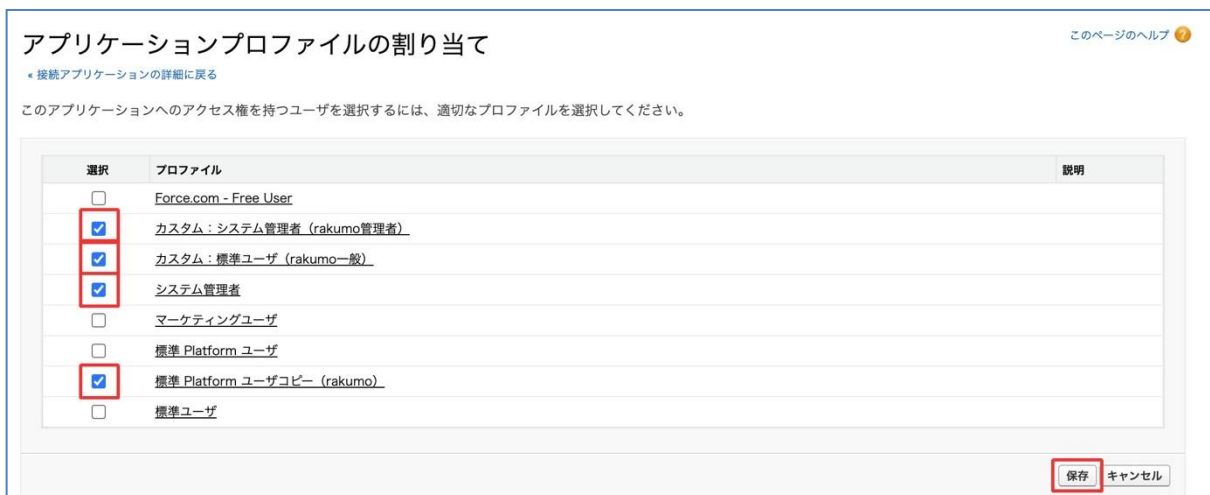 アプリケーションプロファイルの割り当て
このページのヘルプ
« 接続アプリケーションの詳細に戻る
このアプリケーションへのアクセス権を持つユーザを選択するには、適切なプロファイルを選択してください。
選択 プロファイル 説明
Force.com - Free User
カスタム：システム管理者（rakumo管理者）
カスタム：標準ユーザ（rakumo一般）
システム管理者
マーケティングユーザ
標準 Platform ユーザ
標準 Platform ユーザコピー（rakumo）
標準ユーザ
保存 キャンセル